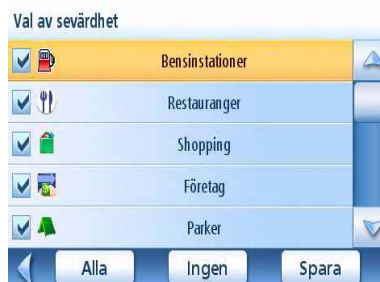 Val av sevärdhet
Bensinstationer
Restauranger
Shopping
Företag
Parker
Alla Ingen Spara